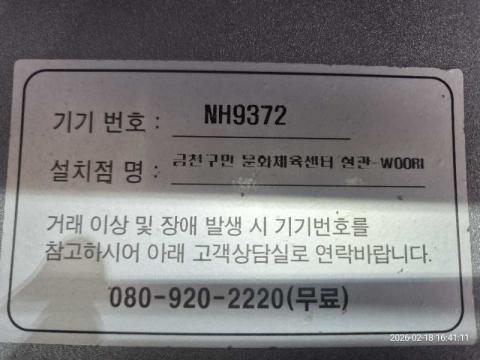 기기 번호 : NH9372
설치점 명 : 금천구민 문화체육센터 현관-WOORI
거래 이상 및 장애 발생 시 기기번호를
참고하시어 아래 고객상담실로 연락바랍니다.
080-920-2220(무료)
2026-02-18 16:41:11